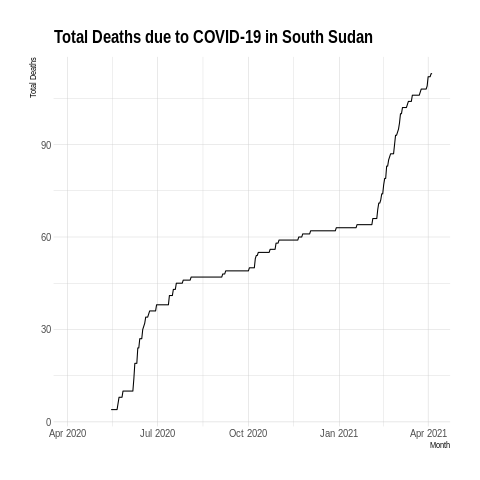 Total Deaths due to COVID-19 in South Sudan
Total Deaths
90
60
30
0
Apr 2020 Jul 2020 Oct 2020 Jan 2021 Apr 2021
Month